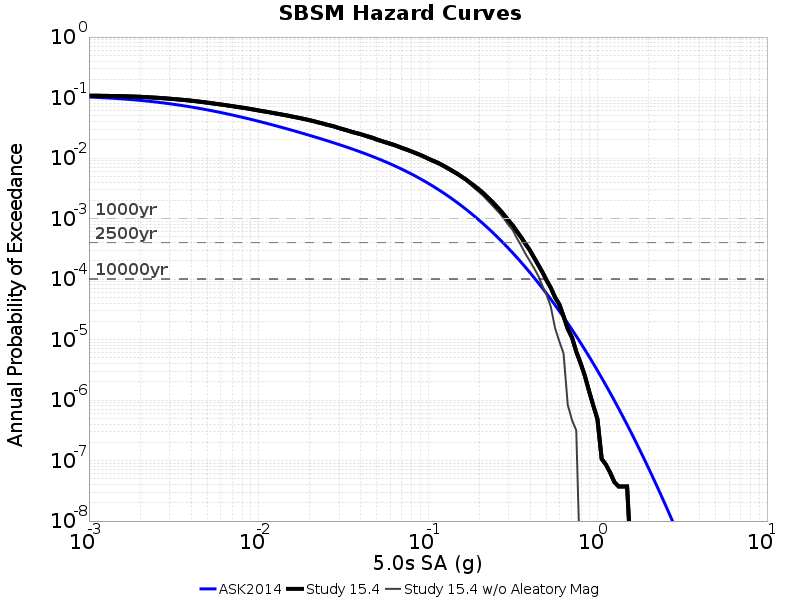 SBSM Hazard Curves
Annual Probability of Exceedance
10^0
10^-1
10^-2
10^-3
10^-4
10^-5
10^-6
10^-7
10^-8
1000yr
2500yr
10000yr
10^-3 10^-2 10^-1 10^0 10^1
5.0s SA (g)
ASK2014 Study 15.4 Study 15.4 w/o Aleatory Mag